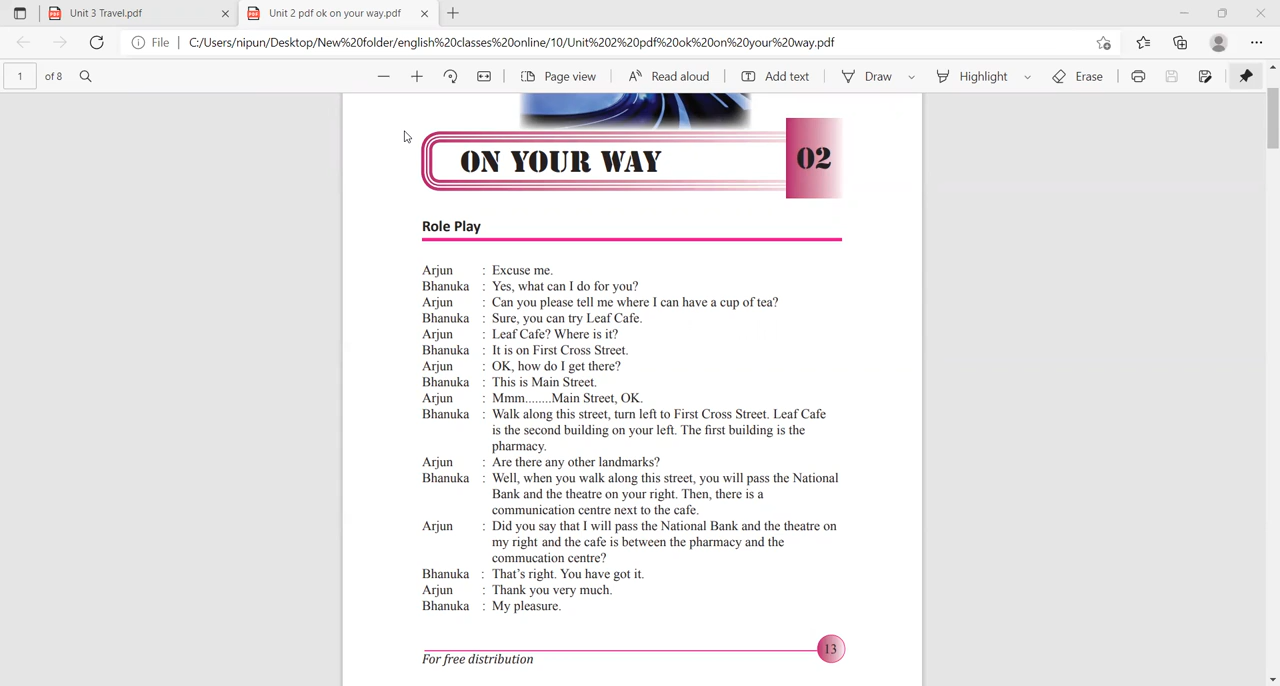 Unit 3 Travel.pdf
Unit 2 pdf ok on your way.pdf
File
C:/Users/nipun/Desktop/New%20folder/english%20classes%20online/10/Unit%202%20pdf%20ok%20on%20your%20way.pdf
1 of 8
Page view
Read aloud
Add text
Draw
Highlight
Erase
ON YOUR WAY
02
Role Play
Arjun : Excuse me.
Bhanuka : Yes, what can I do for you?
Arjun : Can you please tell me where I can have a cup of tea?
Bhanuka : Sure, you can try Leaf Cafe.
Arjun : Leaf Cafe? Where is it?
Bhanuka : It is on First Cross Street.
Arjun : OK, how do I get there?
Bhanuka : This is Main Street.
Arjun : Mmm........Main Street, OK.
Bhanuka : Walk along this street, turn left to First Cross Street. Leaf Cafe
is the second building on your left. The first building is the
pharmacy.
Arjun : Are there any other landmarks?
Bhanuka : Well, when you walk along this street, you will pass the National
Bank and the theatre on your right. Then, there is a
communication centre next to the cafe.
Arjun : Did you say that I will pass the National Bank and the theatre on
my right and the cafe is between the pharmacy and the
commucation centre?
Bhanuka : That's right. You have got it.
Arjun : Thank you very much.
Bhanuka : My pleasure.
13
For free distribution